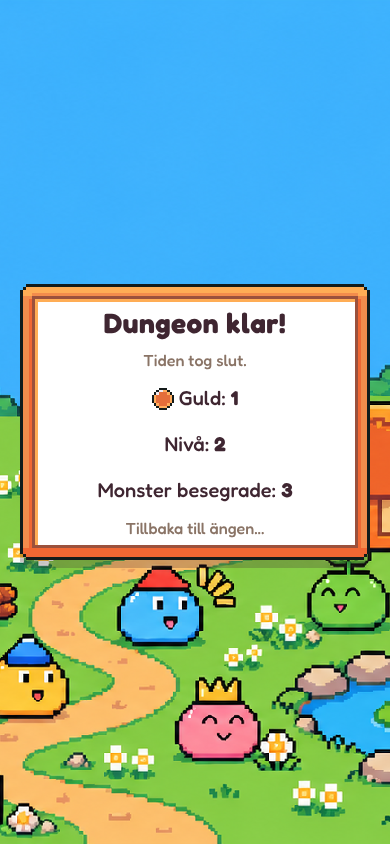 Dungeon klar!
Tiden tog slut.
Guld: 1
Nivå: 2
Monster besegrade: 3
Tillbaka till ängen...